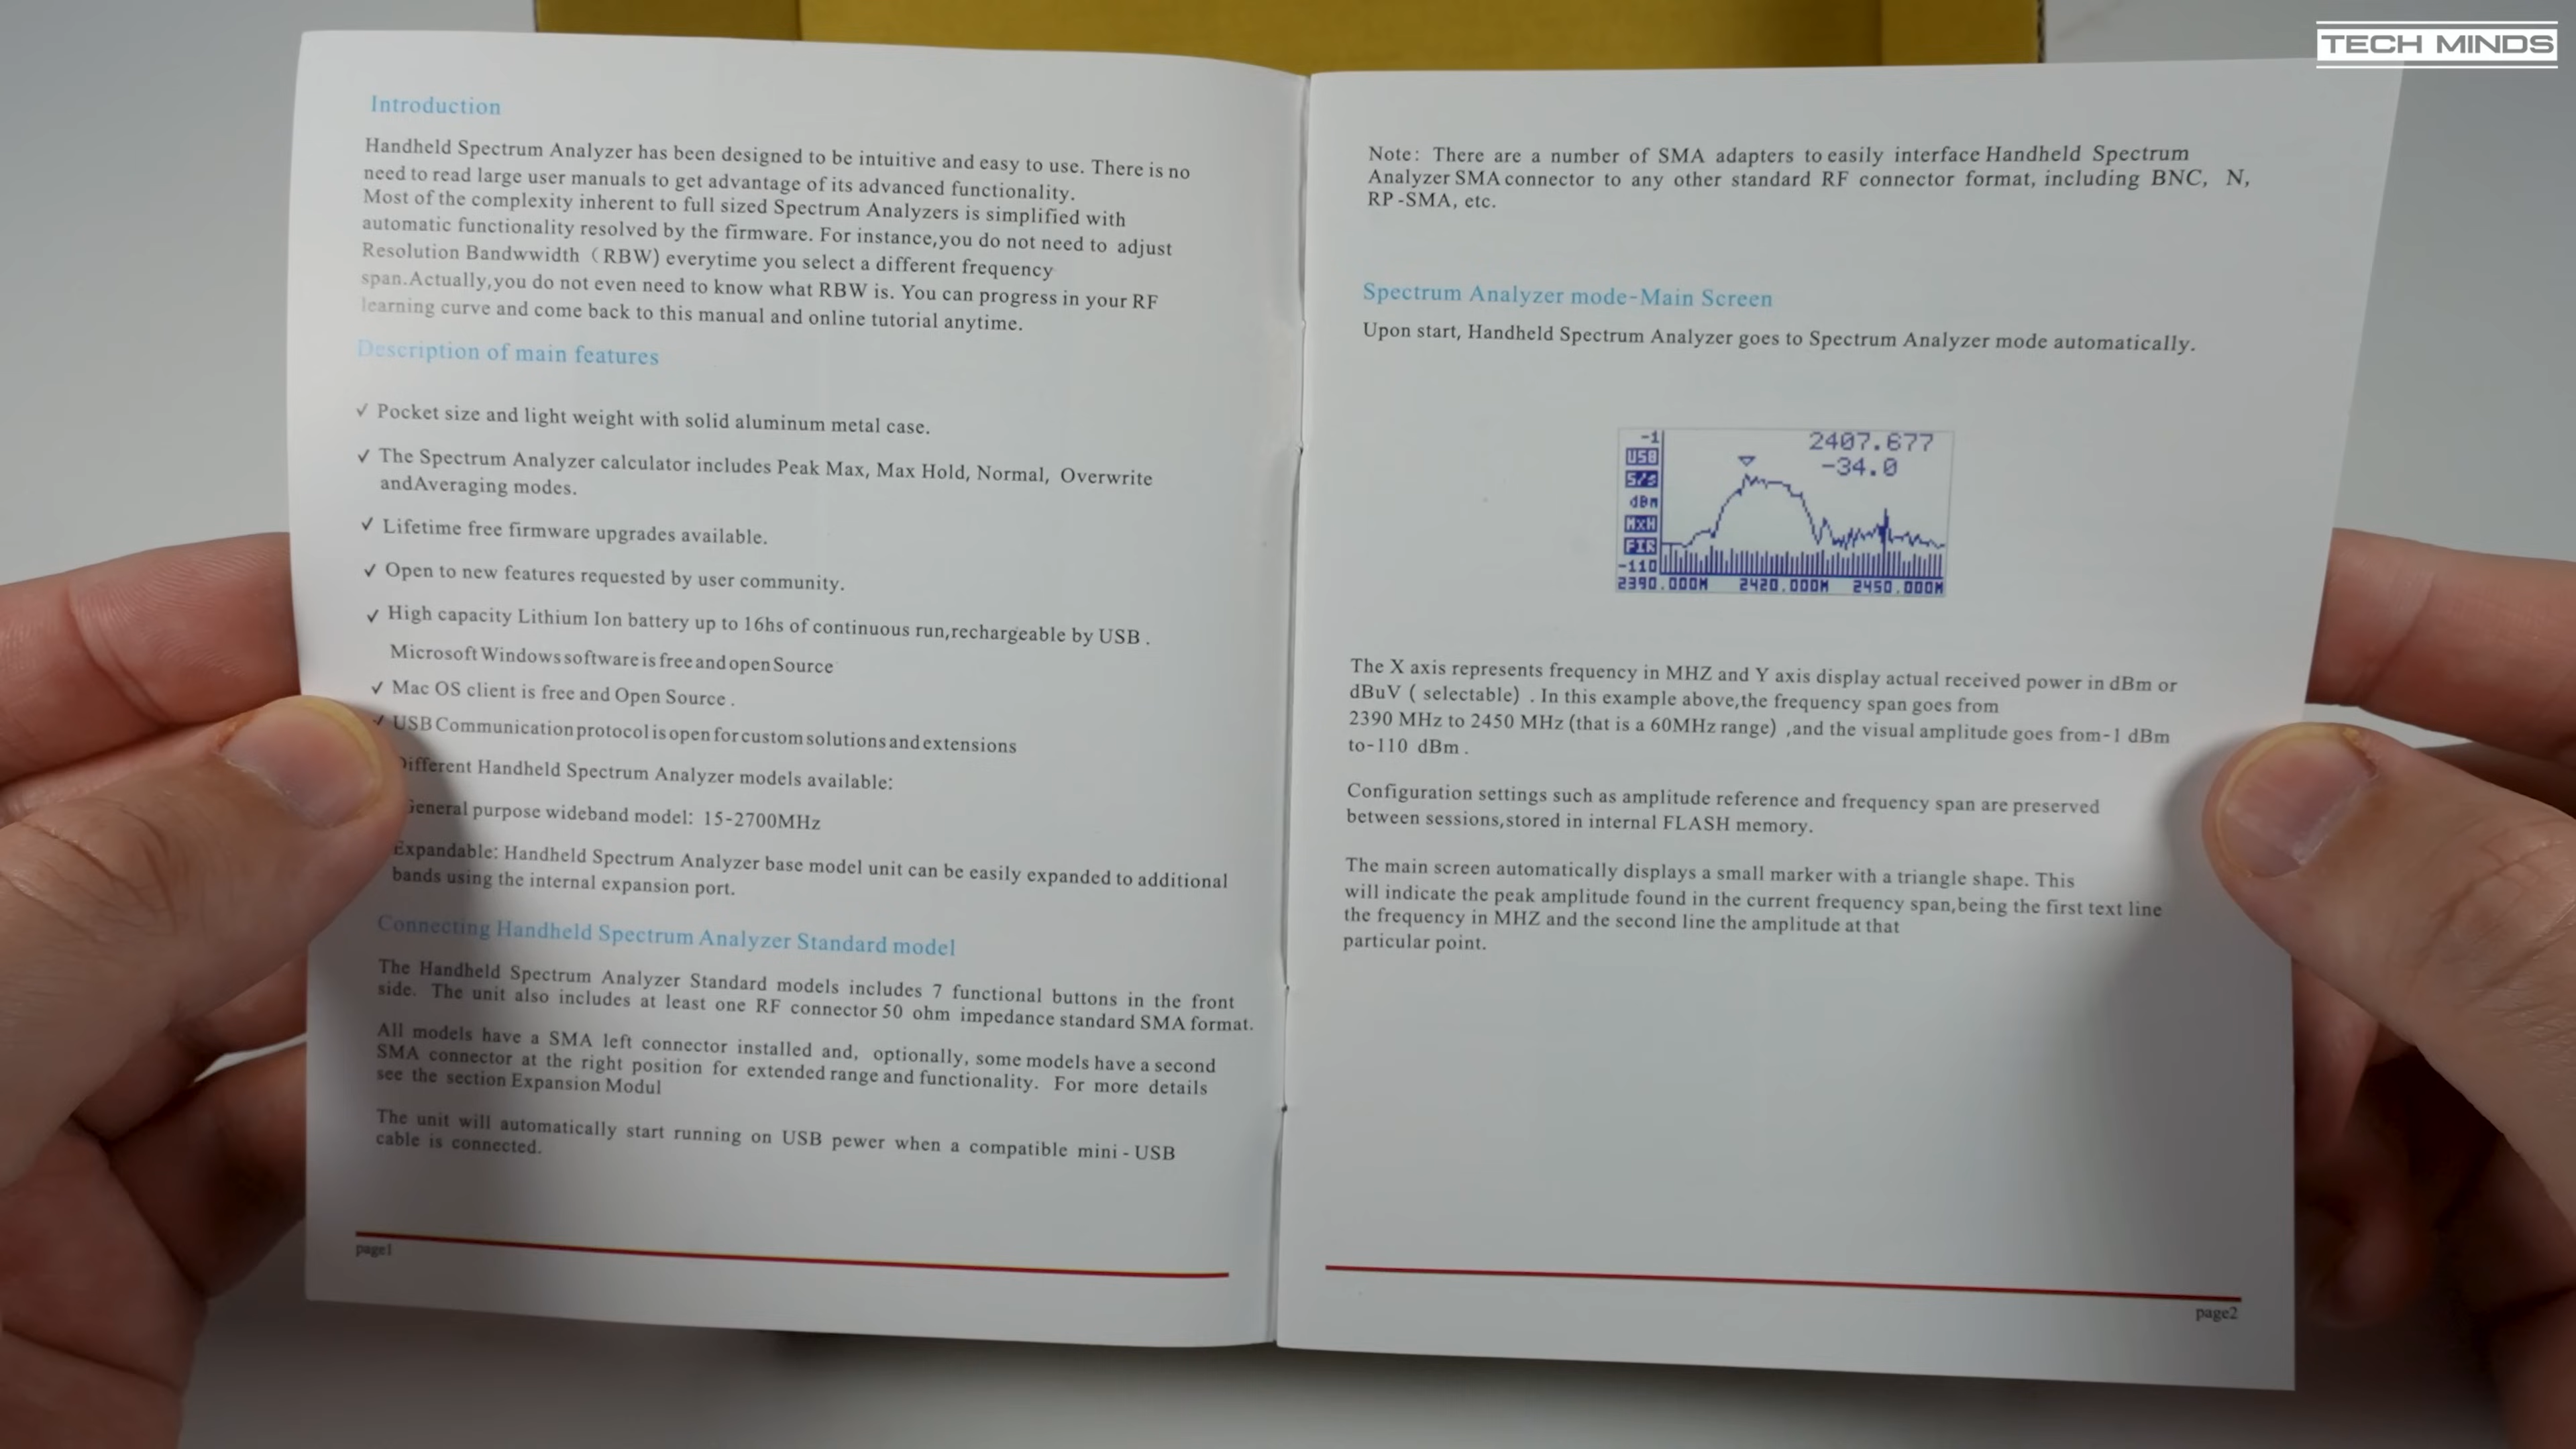 TECH MINDS
Introduction
Handheld Spectrum Analyzer has been designed to be intuitive and easy to use. There is no
need to read large user manuals to get advantage of its advanced functionality.
Most of the complexity inherent to full sized Spectrum Analyzers is simplified with
automatic functionality resolved by the firmware. For instance,you do not need to adjust
Resolution Bandwwidth (RBW) everytime you select a different frequency
span.Actually,you do not even need to know what RBW is. You can progress in your RF
learning curve and come back to this manual and online tutorial anytime.
Description of main features
✓ Pocket size and light weight with solid aluminum metal case.
✓ The Spectrum Analyzer calculator includes Peak Max, Max Hold, Normal, Overwrite
andAveraging modes.
✓ Lifetime free firmware upgrades available.
✓ Open to new features requested by user community.
✓ High capacity Lithium Ion battery up to 16hs of continuous run,rechargeable by USB .
Microsoft Windows software is free and open Source
✓ Mac OS client is free and Open Source .
✓ USB Communication protocol is open for custom solutions and extensions
Different Handheld Spectrum Analyzer models available:
General purpose wideband model: 15-2700MHz
Expandable: Handheld Spectrum Analyzer base model unit can be easily expanded to additional
bands using the internal expansion port.
Connecting Handheld Spectrum Analyzer Standard model
The Handheld Spectrum Analyzer Standard models includes 7 functional buttons in the front
side. The unit also includes at least one RF connector 50 ohm impedance standard SMA format.
All models have a SMA left connector installed and, optionally, some models have a second
SMA connector at the right position for extended range and functionality. For more details
see the section Expansion Modul
The unit will automatically start running on USB pewer when a compatible mini - USB
cable is connected.
page1
Note: There are a number of SMA adapters to easily interface Handheld Spectrum
Analyzer SMA connector to any other standard RF connector format, including BNC, N,
RP -SMA, etc.
Spectrum Analyzer mode-Main Screen
Upon start, Handheld Spectrum Analyzer goes to Spectrum Analyzer mode automatically.
-1
2407.677
USB
-34.0
S/s
dBm
MxH
FIR
-110
2390.000M 2420.000M 2450.000M
The X axis represents frequency in MHZ and Y axis display actual received power in dBm or
dBuV ( selectable) . In this example above,the frequency span goes from
2390 MHz to 2450 MHz (that is a 60MHz range) ,and the visual amplitude goes from-1 dBm
to-110 dBm .
Configuration settings such as amplitude reference and frequency span are preserved
between sessions,stored in internal FLASH memory.
The main screen automatically displays a small marker with a triangle shape. This
will indicate the peak amplitude found in the current frequency span,being the first text line
the frequency in MHZ and the second line the amplitude at that
particular point.
page2